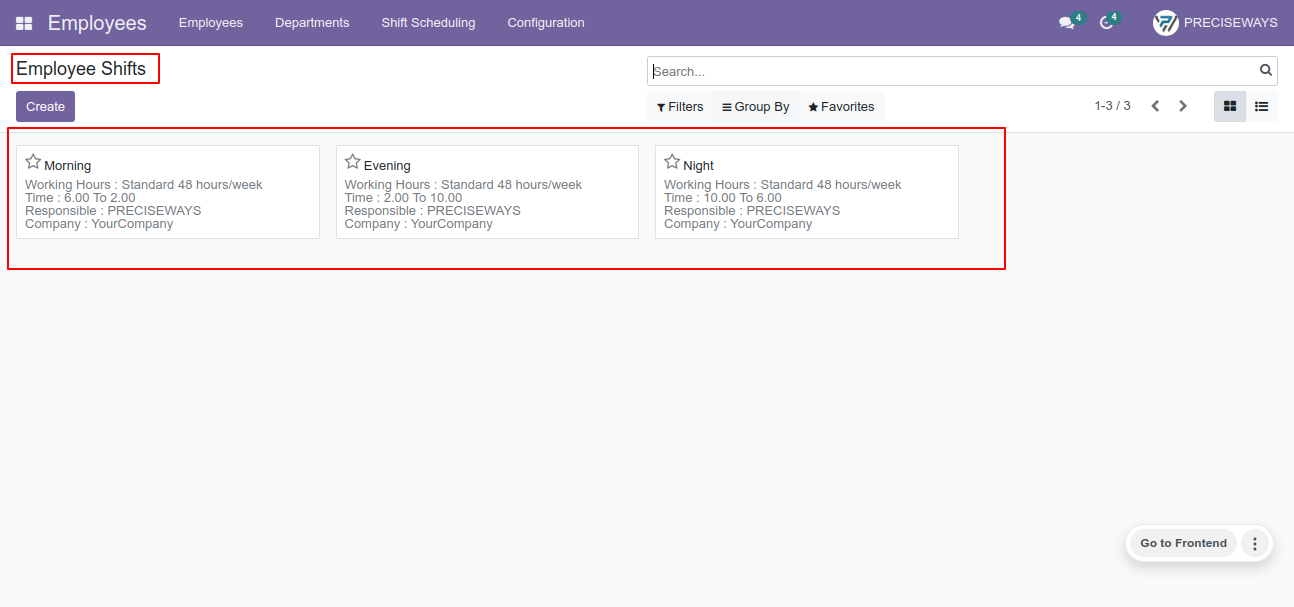 Employees Employees Departments Shift Scheduling Configuration 4 4 PRECISEWAYS
Employee Shifts
Search...
Create
Filters Group By Favorites 1-3 / 3
Morning
Working Hours : Standard 48 hours/week
Time : 6.00 To 2.00
Responsible : PRECISEWAYS
Company : YourCompany
Evening
Working Hours : Standard 48 hours/week
Time : 2.00 To 10.00
Responsible : PRECISEWAYS
Company : YourCompany
Night
Working Hours : Standard 48 hours/week
Time : 10.00 To 6.00
Responsible : PRECISEWAYS
Company : YourCompany
Go to Frontend